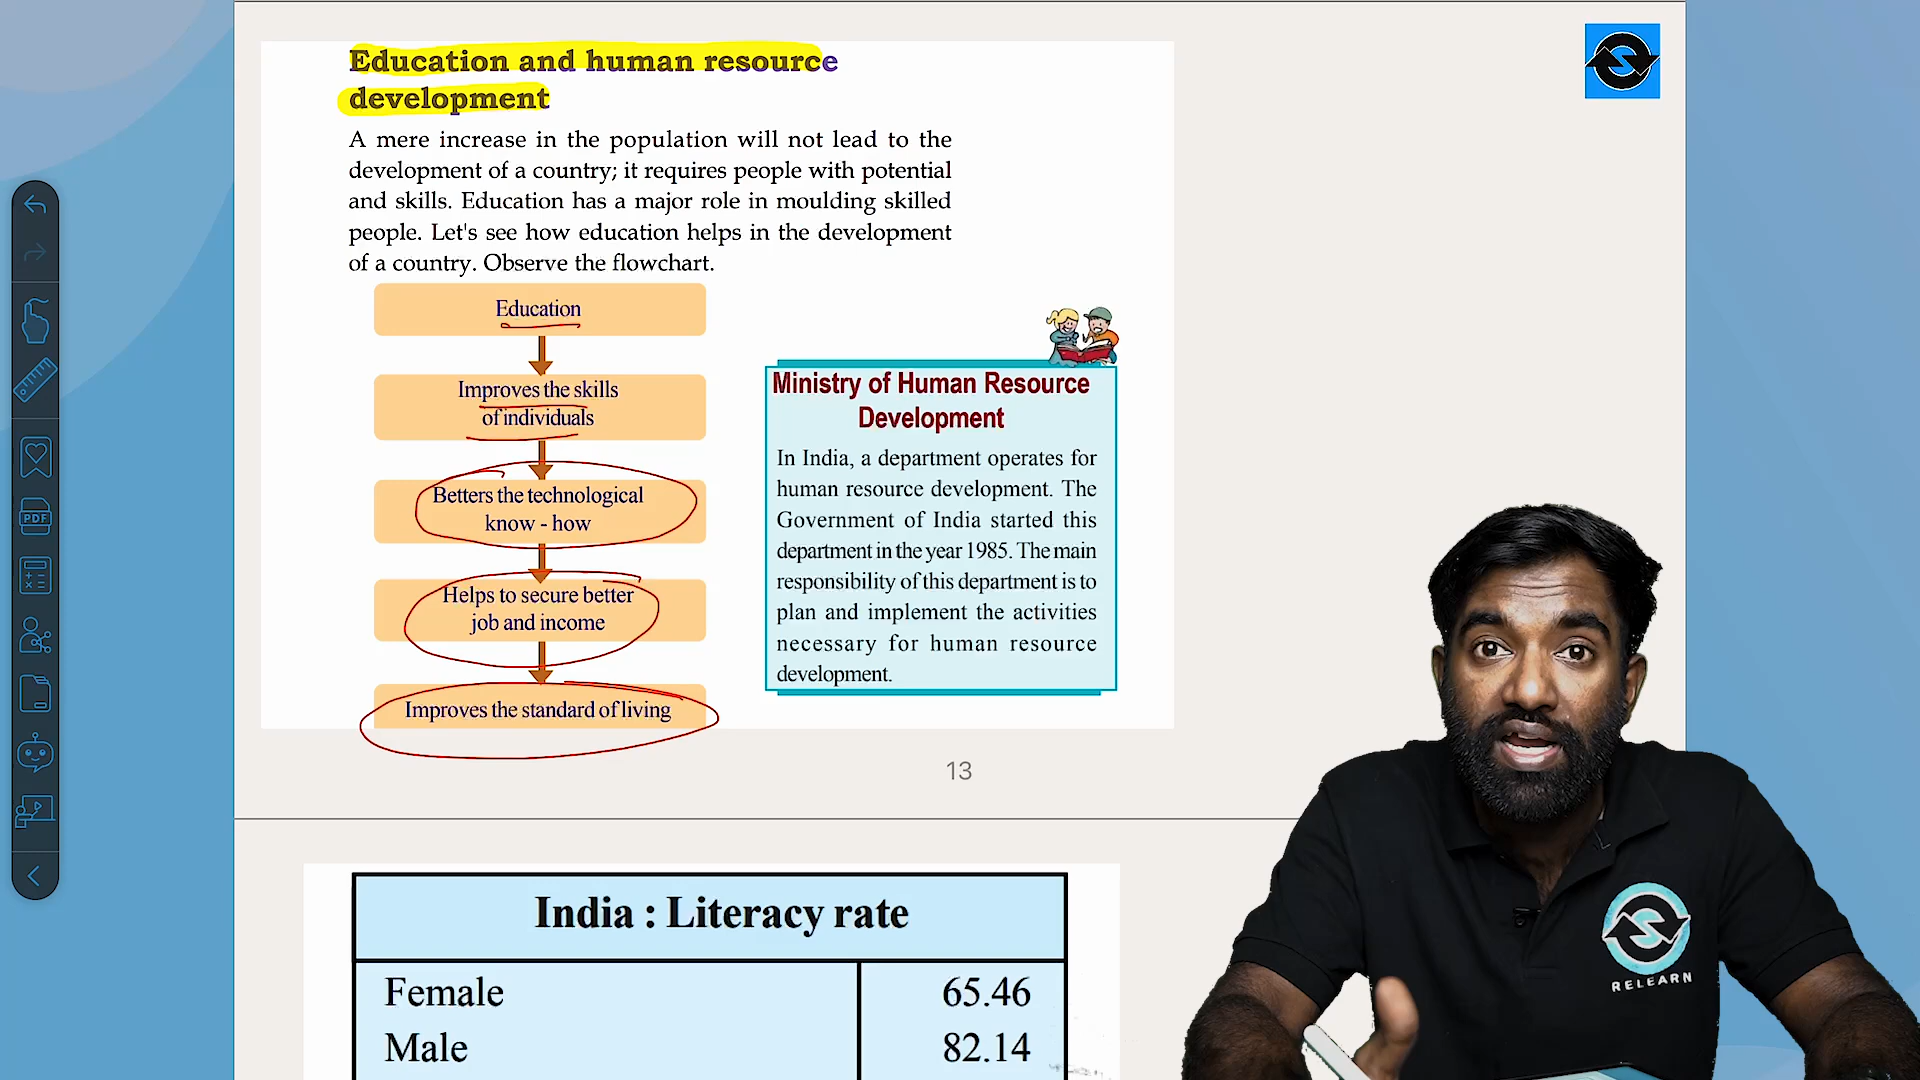 Education and human resource
development
A mere increase in the population will not lead to the
development of a country; it requires people with potential
and skills. Education has a major role in moulding skilled
people. Let's see how education helps in the development
of a country. Observe the flowchart.
Education
Improves the skills
of individuals
Betters the technological
know - how
Helps to secure better
job and income
Improves the standard of living
Ministry of Human Resource
Development
In India, a department operates for
human resource development. The
Government of India started this
department in the year 1985. The main
responsibility of this department is to
plan and implement the activities
necessary for human resource
development.
13
India : Literacy rate
Female 65.46
Male 82.14
PDF
RELEARN